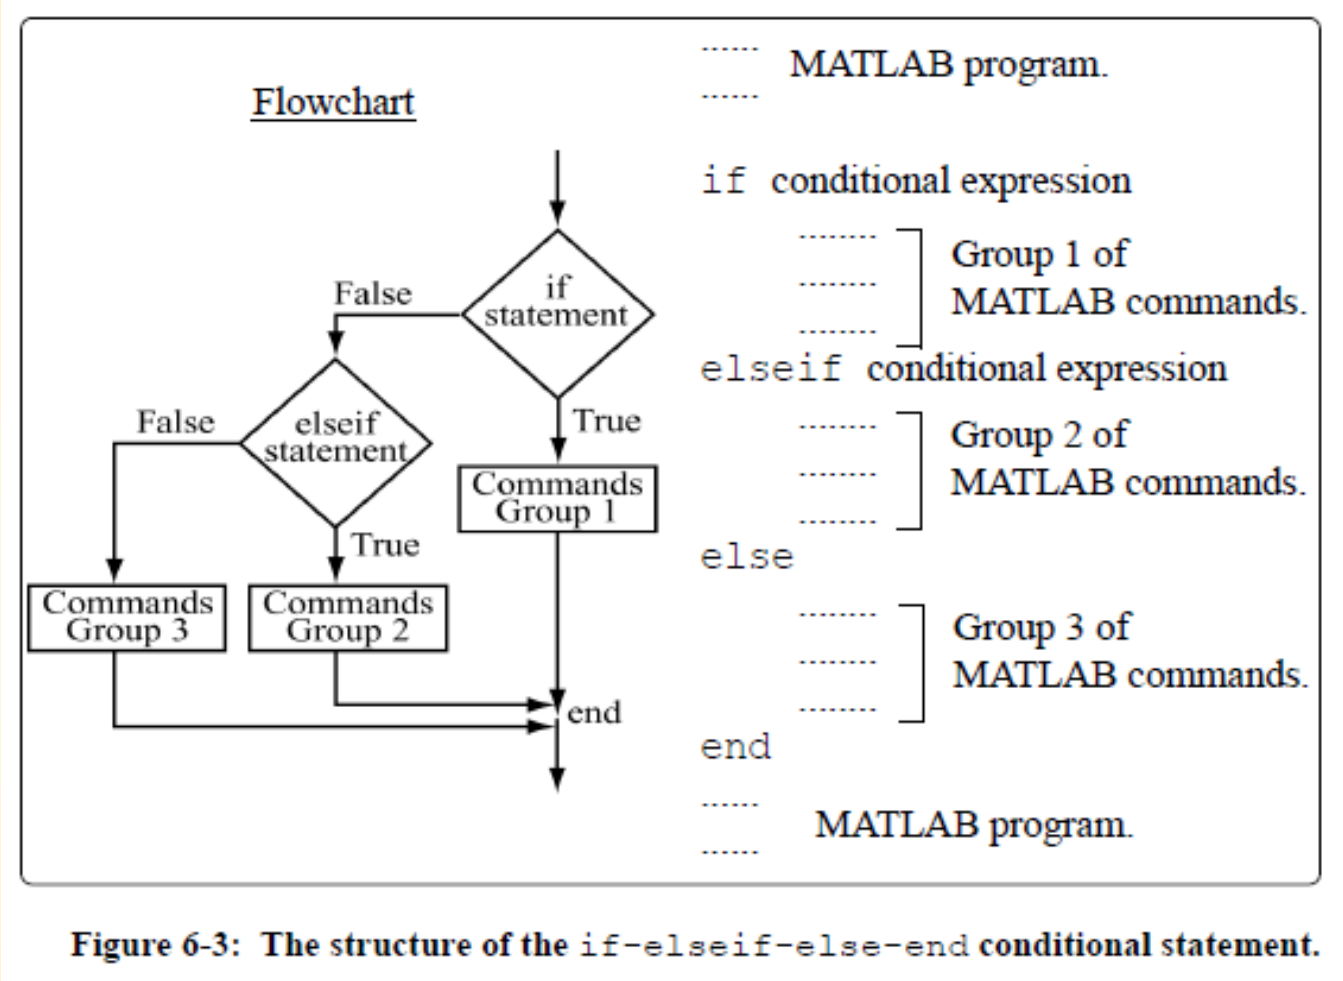 Flowchart
if
statement
False
True
elseif
statement
False
True
Commands
Group 1
Commands
Group 2
Commands
Group 3
end
MATLAB program.
if conditional expression
Group 1 of
MATLAB commands.
elseif conditional expression
Group 2 of
MATLAB commands.
else
Group 3 of
MATLAB commands.
end
MATLAB program.
Figure 6-3: The structure of the if-elseif-else-end conditional statement.